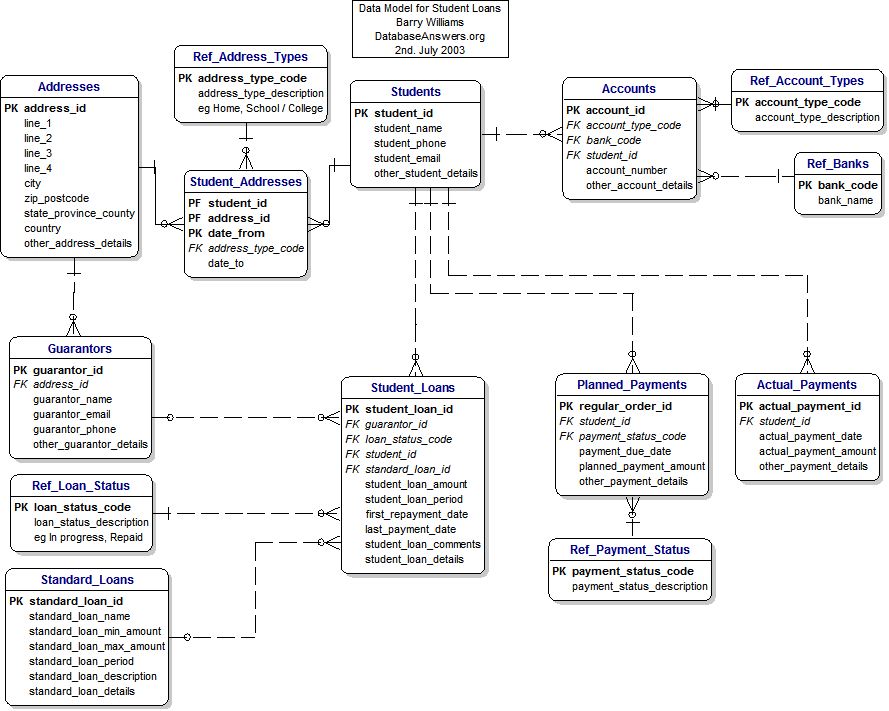 Data Model for Student Loans
Barry Williams
DatabaseAnswers.org
2nd. July 2003
Addresses
PK address_id
line_1
line_2
line_3
line_4
city
zip_postcode
state_province_county
country
other_address_details
Ref_Address_Types
PK address_type_code
address_type_description
eg Home, School / College
Student_Addresses
PF student_id
PF address_id
PK date_from
FK address_type_code
date_to
Students
PK student_id
student_name
student_phone
student_email
other_student_details
Accounts
PK account_id
FK account_type_code
FK bank_code
FK student_id
account_number
other_account_details
Ref_Account_Types
PK account_type_code
account_type_description
Ref_Banks
PK bank_code
bank_name
Guarantors
PK guarantor_id
FK address_id
guarantor_name
guarantor_email
guarantor_phone
other_guarantor_details
Ref_Loan_Status
PK loan_status_code
loan_status_description
eg In progress, Repaid
Standard_Loans
PK standard_loan_id
standard_loan_name
standard_loan_min_amount
standard_loan_max_amount
standard_loan_period
standard_loan_description
standard_loan_details
Student_Loans
PK student_loan_id
FK guarantor_id
FK loan_status_code
FK student_id
FK standard_loan_id
student_loan_amount
student_loan_period
first_repayment_date
last_payment_date
student_loan_comments
student_loan_details
Planned_Payments
PK regular_order_id
FK student_id
FK payment_status_code
payment_due_date
planned_payment_amount
other_payment_details
Actual_Payments
PK actual_payment_id
FK student_id
actual_payment_date
actual_payment_amount
other_payment_details
Ref_Payment_Status
PK payment_status_code
payment_status_description